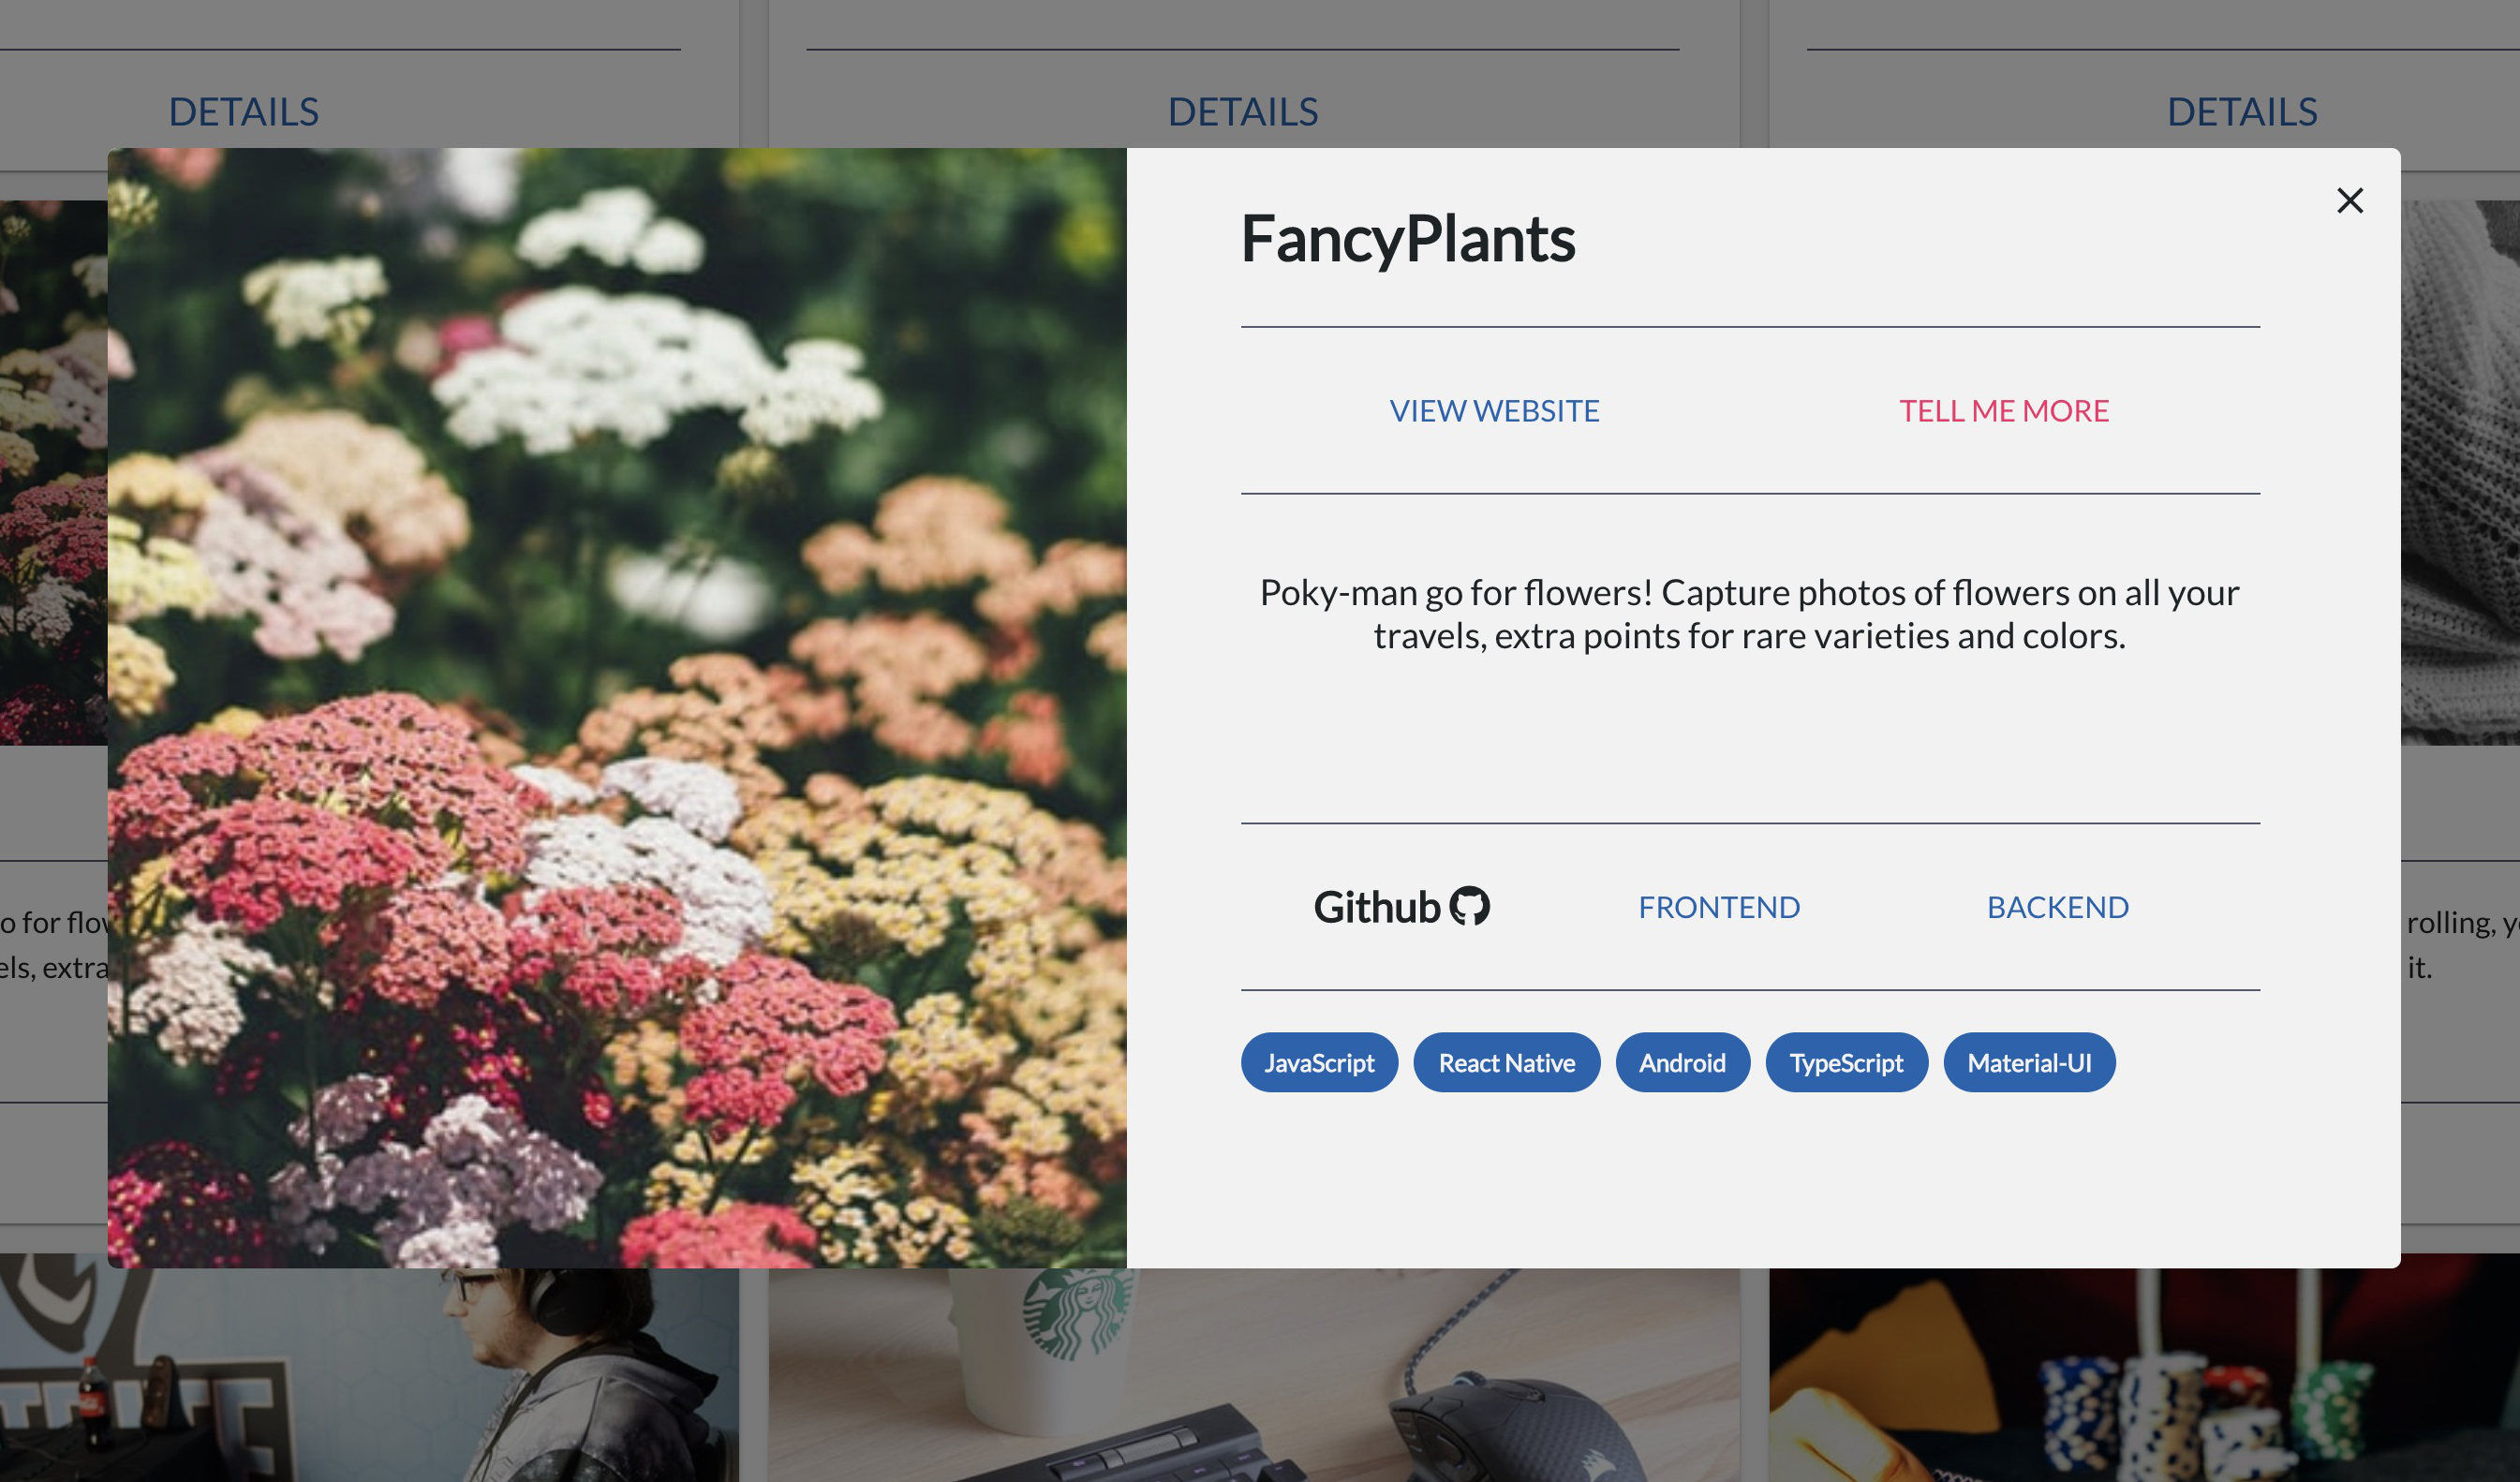 DETAILS
DETAILS
DETAILS
FancyPlants
VIEW WEBSITE
TELL ME MORE
Poky-man go for flowers! Capture photos of flowers on all your
travels, extra points for rare varieties and colors.
o for flow
els, extra
rolling, y
it.
Github
FRONTEND
BACKEND
JavaScript
React Native
Android
TypeScript
Material-UI